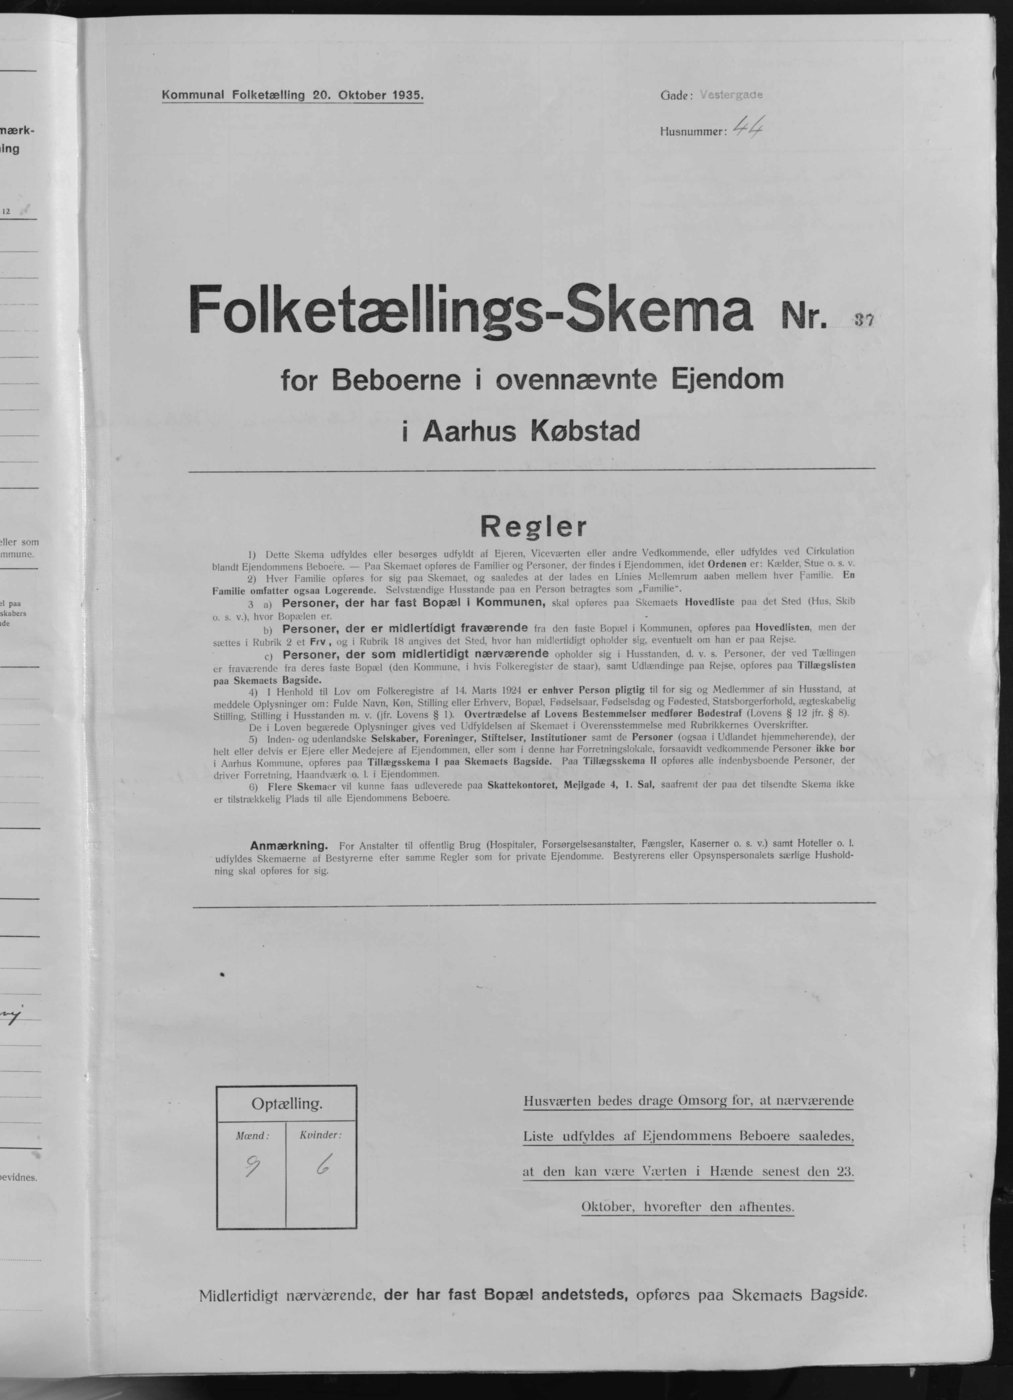 Kommunal Folketælling 20. Oktober 1935.
Gade: Vestergade
Husnummer: 44
Folketællings-Skema Nr. 37
for Beboerne i ovennævnte Ejendom
i Aarhus Købstad
Regler
1) Dette Skema udfyldes eller besørges udfyldt af Ejeren, Viceværten eller andre Vedkommende, eller udfyldes ved Cirkulation
blandt Ejendommens Beboere. — Paa Skemaet opføres de Familier og Personer, der findes i Ejendommen, idet Ordenen er: Kælder, Stue o. s. v.
2) Hver Familie opføres for sig paa Skemaet, og saaledes at der lades en Linies Mellemrum aaben mellem hver Familie. En
Familie omfatter ogsaa Logerende. Selvstændige Husstande paa en Person betragtes som „Familie“.
3 a) Personer, der har fast Bopæl i Kommunen, skal opføres paa Skemaets Hovedliste paa det Sted (Hus, Skib
o. s. v.), hvor Bopælen er.
b) Personer, der er midlertidigt fraværende fra den faste Bopæl i Kommunen, opføres paa Hovedlisten, men der
sættes i Rubrik 2 et Frv., og i Rubrik 18 angives det Sted, hvor han midlertidigt opholder sig, eventuelt om han er paa Rejse.
c) Personer, der som midlertidigt nærværende opholder sig i Husstanden, d. v. s. Personer, der ved Tællingen
er fraværende fra deres faste Bopæl (den Kommune, i hvis Folkeregister de staar), samt Udlændinge paa Rejse, opføres paa Tillægslisten
paa Skemaets Bagside.
4) I Henhold til Lov om Folkeregistre af 14. Marts 1924 er enhver Person pligtig til for sig og Medlemmer af sin Husstand, at
meddele Oplysninger om: Fulde Navn, Køn, Stilling eller Erhverv, Bopæl, Fødselsaar, Fødselsdag og Fødested, Statsborgerforhold, ægteskabelig
Stilling, Stilling i Husstanden m. v. (jfr. Lovens § 1). Overtrædelse af Lovens Bestemmelser medfører Bødestraf (Lovens § 12 jfr. § 8).
De i Loven begærede Oplysninger gives ved Udfyldelsen af Skemaet i Overensstemmelse med Rubrikkernes Overskrifter.
5) Inden- og udenlandske Selskaber, Foreninger, Stiftelser, Institutioner samt de Personer (ogsaa i Udlandet hjemmehørende), der
helt eller delvis er Ejere eller Medejere af Ejendommen, eller som i denne har Forretningslokale, forsaavidt vedkommende Personer ikke bor
i Aarhus Kommune, opføres paa Tillægsskema I paa Skemaets Bagside. Paa Tillægsskema II opføres alle indenbysboende Personer, der
driver Forretning, Haandværk o. l. i Ejendommen.
6) Flere Skemaer vil kunne faas udleverede paa Skattekontoret, Mejlgade 4, 1. Sal, saafremt der paa det tilsendte Skema ikke
er tilstrækkelig Plads til alle Ejendommens Beboere.
Anmærkning. For Anstalter til offentlig Brug (Hospitaler, Forsørgelsesanstalter, Fængsler, Kaserner o. s. v.) samt Hoteller o. l.
udfyldes Skemaerne af Bestyrerne efter samme Regler som for private Ejendomme. Bestyrerens eller Opsynspersonalets særlige Hushold-
ning skal opføres for sig.
Optælling.
Mænd: Kvinder:
9 6
Husværten bedes drage Omsorg for, at nærværende
Liste udfyldes af Ejendommens Beboere saaledes,
at den kan være Værten i Hænde senest den 23.
Oktober, hvorefter den afhentes.
Midlertidigt nærværende, der har fast Bopæl andetsteds, opføres paa Skemaets Bagside.